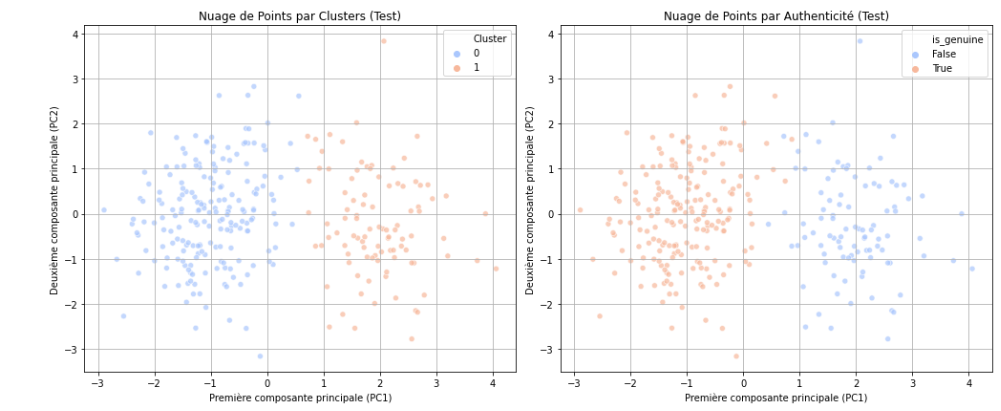 Nuage de Points par Clusters (Test)
Cluster
0
1
4
3
2
1
0
−1
−2
−3
Deuxième composante principale (PC2)
−3 −2 −1 0 1 2 3 4
Première composante principale (PC1)
Nuage de Points par Authenticité (Test)
is_genuine
False
True
4
3
2
1
0
−1
−2
−3
Deuxième composante principale (PC2)
−3 −2 −1 0 1 2 3 4
Première composante principale (PC1)